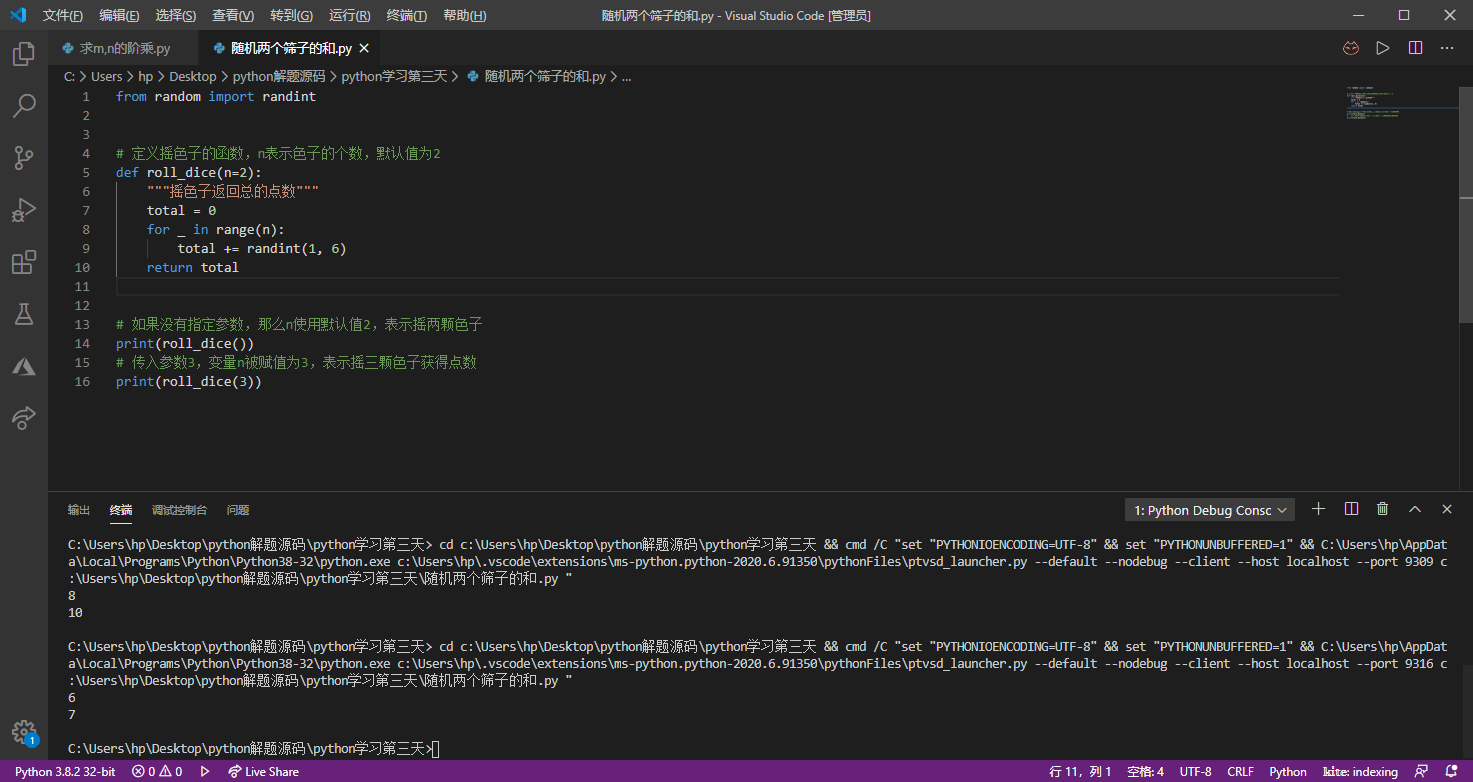 文件(F) 编辑(E) 选择(S) 查看(V) 转到(G) 运行(R) 终端(T) 帮助(H) 随机两个筛子的和.py - Visual Studio Code [管理员]
求m,n的阶乘.py 随机两个筛子的和.py
C: > Users > hp > Desktop > python解题源码 > python学习第三天 > 随机两个筛子的和.py > ...
1 from random import randint
2
3
4 # 定义摇色子的函数，n表示色子的个数，默认值为2
5 def roll_dice(n=2):
6 """摇色子返回总的点数"""
7 total = 0
8 for _ in range(n):
9 total += randint(1, 6)
10 return total
11
12
13 # 如果没有指定参数，那么n使用默认值2，表示摇两颗色子
14 print(roll_dice())
15 # 传入参数3，变量n被赋值为3，表示摇三颗色子获得点数
16 print(roll_dice(3))
输出 终端 调试控制台 问题 1: Python Debug Consc
C:\Users\hp\Desktop\python解题源码\python学习第三天> cd c:\Users\hp\Desktop\python解题源码\python学习第三天 && cmd /C "set "PYTHONIOENCODING=UTF-8" && set "PYTHONUNBUFFERED=1" && C:\Users\hp\AppDat
a\Local\Programs\Python\Python38-32\python.exe c:\Users\hp\.vscode\extensions\ms-python.python-2020.6.91350\pythonFiles\ptvsd_launcher.py --default --nodebug --client --host localhost --port 9309 c
:\Users\hp\Desktop\python解题源码\python学习第三天\随机两个筛子的和.py "
8
10
C:\Users\hp\Desktop\python解题源码\python学习第三天> cd c:\Users\hp\Desktop\python解题源码\python学习第三天 && cmd /C "set "PYTHONIOENCODING=UTF-8" && set "PYTHONUNBUFFERED=1" && C:\Users\hp\AppDat
a\Local\Programs\Python\Python38-32\python.exe c:\Users\hp\.vscode\extensions\ms-python.python-2020.6.91350\pythonFiles\ptvsd_launcher.py --default --nodebug --client --host localhost --port 9316 c
:\Users\hp\Desktop\python解题源码\python学习第三天\随机两个筛子的和.py "
6
7
C:\Users\hp\Desktop\python解题源码\python学习第三天>
1
Python 3.8.2 32-bit 0 0 Live Share 行 11，列 1 空格: 4 UTF-8 CRLF Python kite: indexing